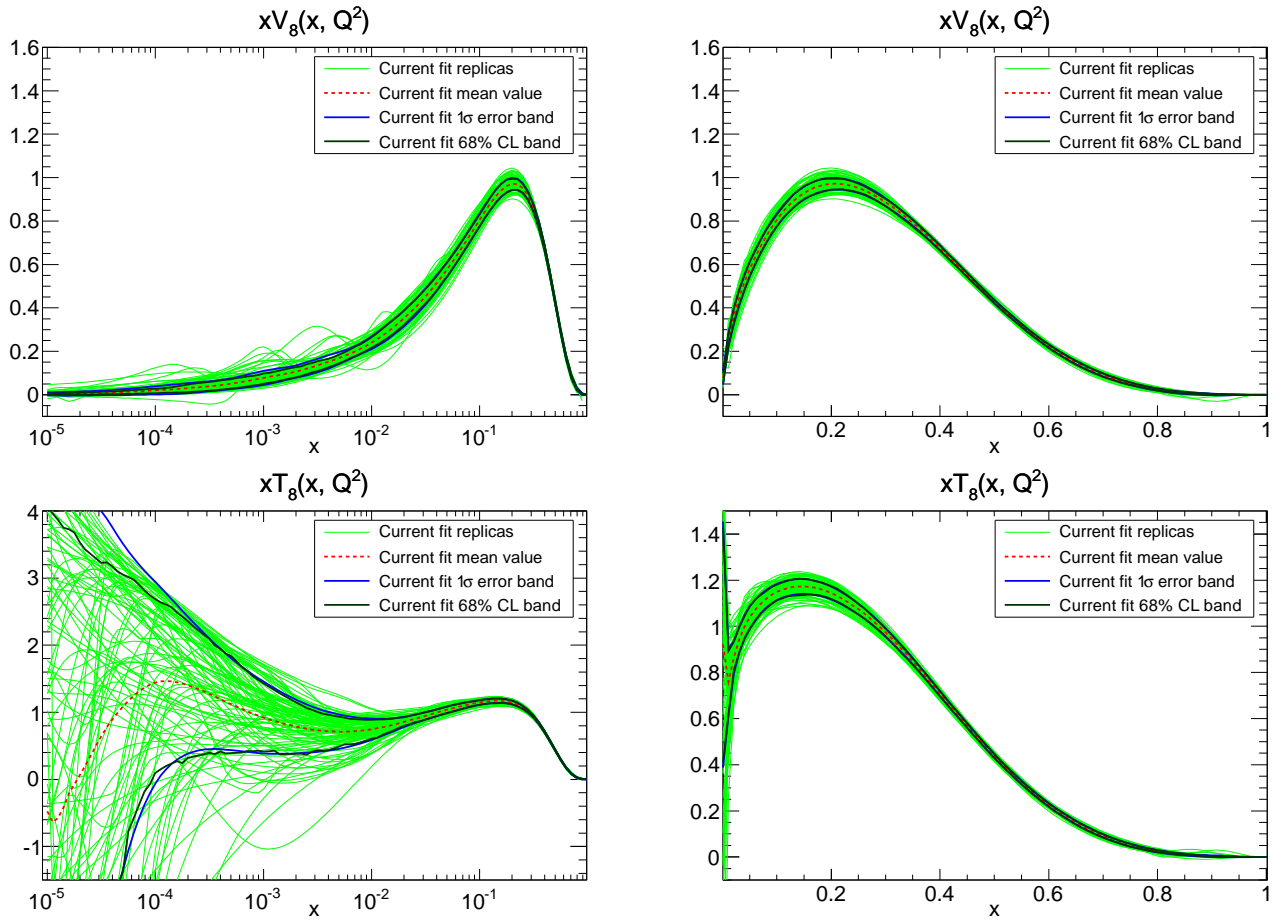 xV₈(x, Q²)
1.6
1.4
1.2
1
0.8
0.6
0.4
0.2
0
Current fit replicas
Current fit mean value
Current fit 1σ error band
Current fit 68% CL band
10⁻⁵ 10⁻⁴ 10⁻³ 10⁻² 10⁻¹
x
xV₈(x, Q²)
1.6
1.4
1.2
1
0.8
0.6
0.4
0.2
0
Current fit replicas
Current fit mean value
Current fit 1σ error band
Current fit 68% CL band
0.2 0.4 0.6 0.8 1
x
xT₈(x, Q²)
4
3
2
1
0
-1
Current fit replicas
Current fit mean value
Current fit 1σ error band
Current fit 68% CL band
10⁻⁵ 10⁻⁴ 10⁻³ 10⁻² 10⁻¹
x
xT₈(x, Q²)
1.4
1.2
1
0.8
0.6
0.4
0.2
0
Current fit replicas
Current fit mean value
Current fit 1σ error band
Current fit 68% CL band
0.2 0.4 0.6 0.8 1
x